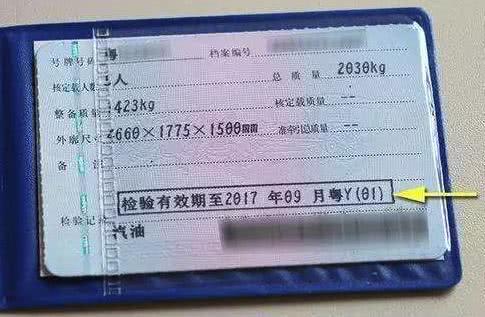 号牌号码 粤 档案编号
核定载人数 人 总质量 2030kg
整备质量 1423kg 核定载质量 --
外廓尺寸 4660×1775×1500mm 准牵引总质量 --
备注
检验有效期至2017 年09 月粤Y(01)
检验记录
汽油